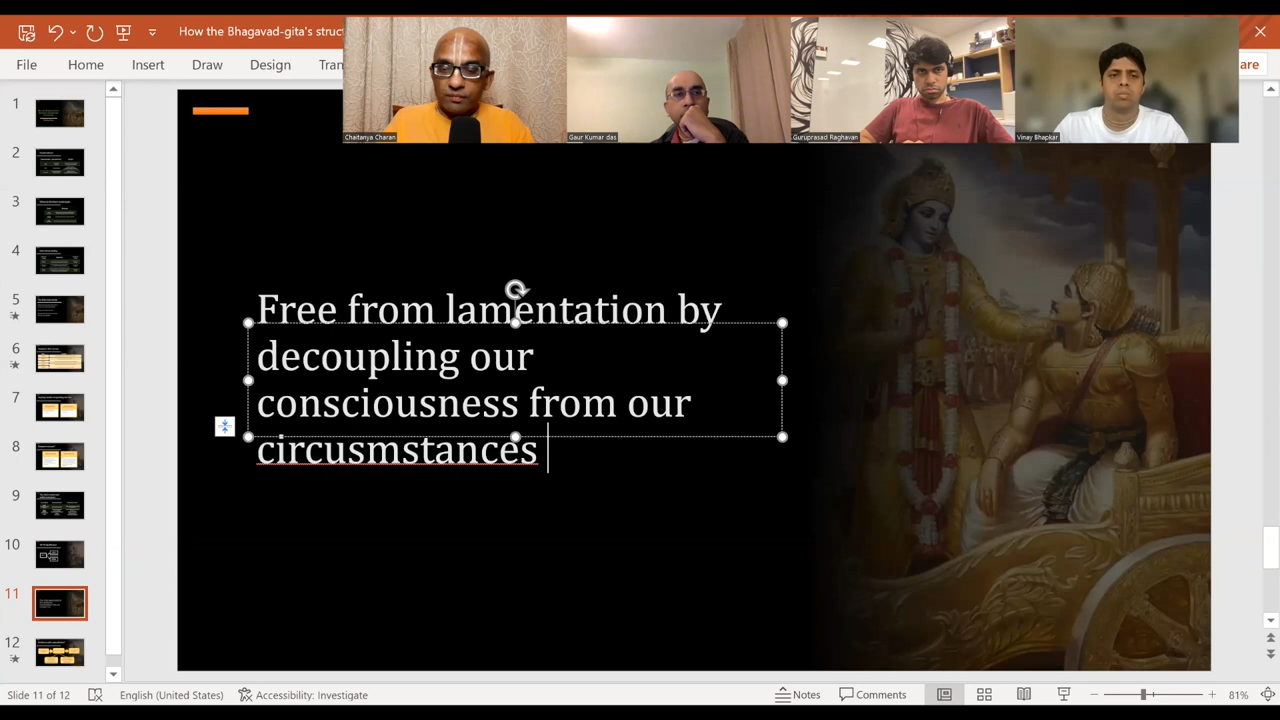 How the Bhagavad-gita's struct
File Home Insert Draw Design Tran
are
Chaitanya Charan
Gaur Kumar das
Guruprasad Raghavan
Vinay Bhapkar
1
2
3
4
5
6
7
8
9
10
11
12
Free from lamentation by
decoupling our
consciousness from our
circusmstances
Slide 11 of 12 English (United States) Accessibility: Investigate Notes Comments 81%